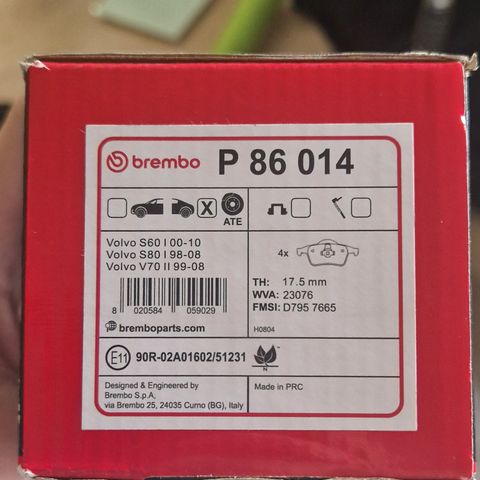 brembo P 86 014
X
ATE
Volvo S60 I 00-10
Volvo S80 I 98-08
Volvo V70 II 99-08
4x
8 020584 059029
TH: 17.5 mm
WVA: 23076
FMSI: D795 7665
bremboparts.com
H0804
E11 90R-02A01602/51231
N
Designed & Engineered by
Brembo S.p.A,
via Brembo 25, 24035 Curno (BG), Italy
Made in PRC